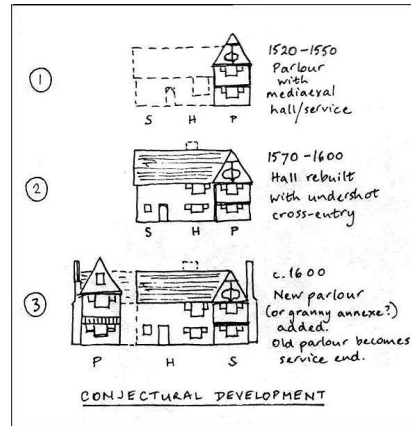 1
1520-1550
Parlour
with
mediaeval
hall/service
S H P
2
1570-1600
Hall rebuilt
with undershot
cross-entry
S H P
3
c.1600
New parlour
(or granny annexe?)
added.
Old parlour becomes
service end.
P H S
CONJECTURAL DEVELOPMENT